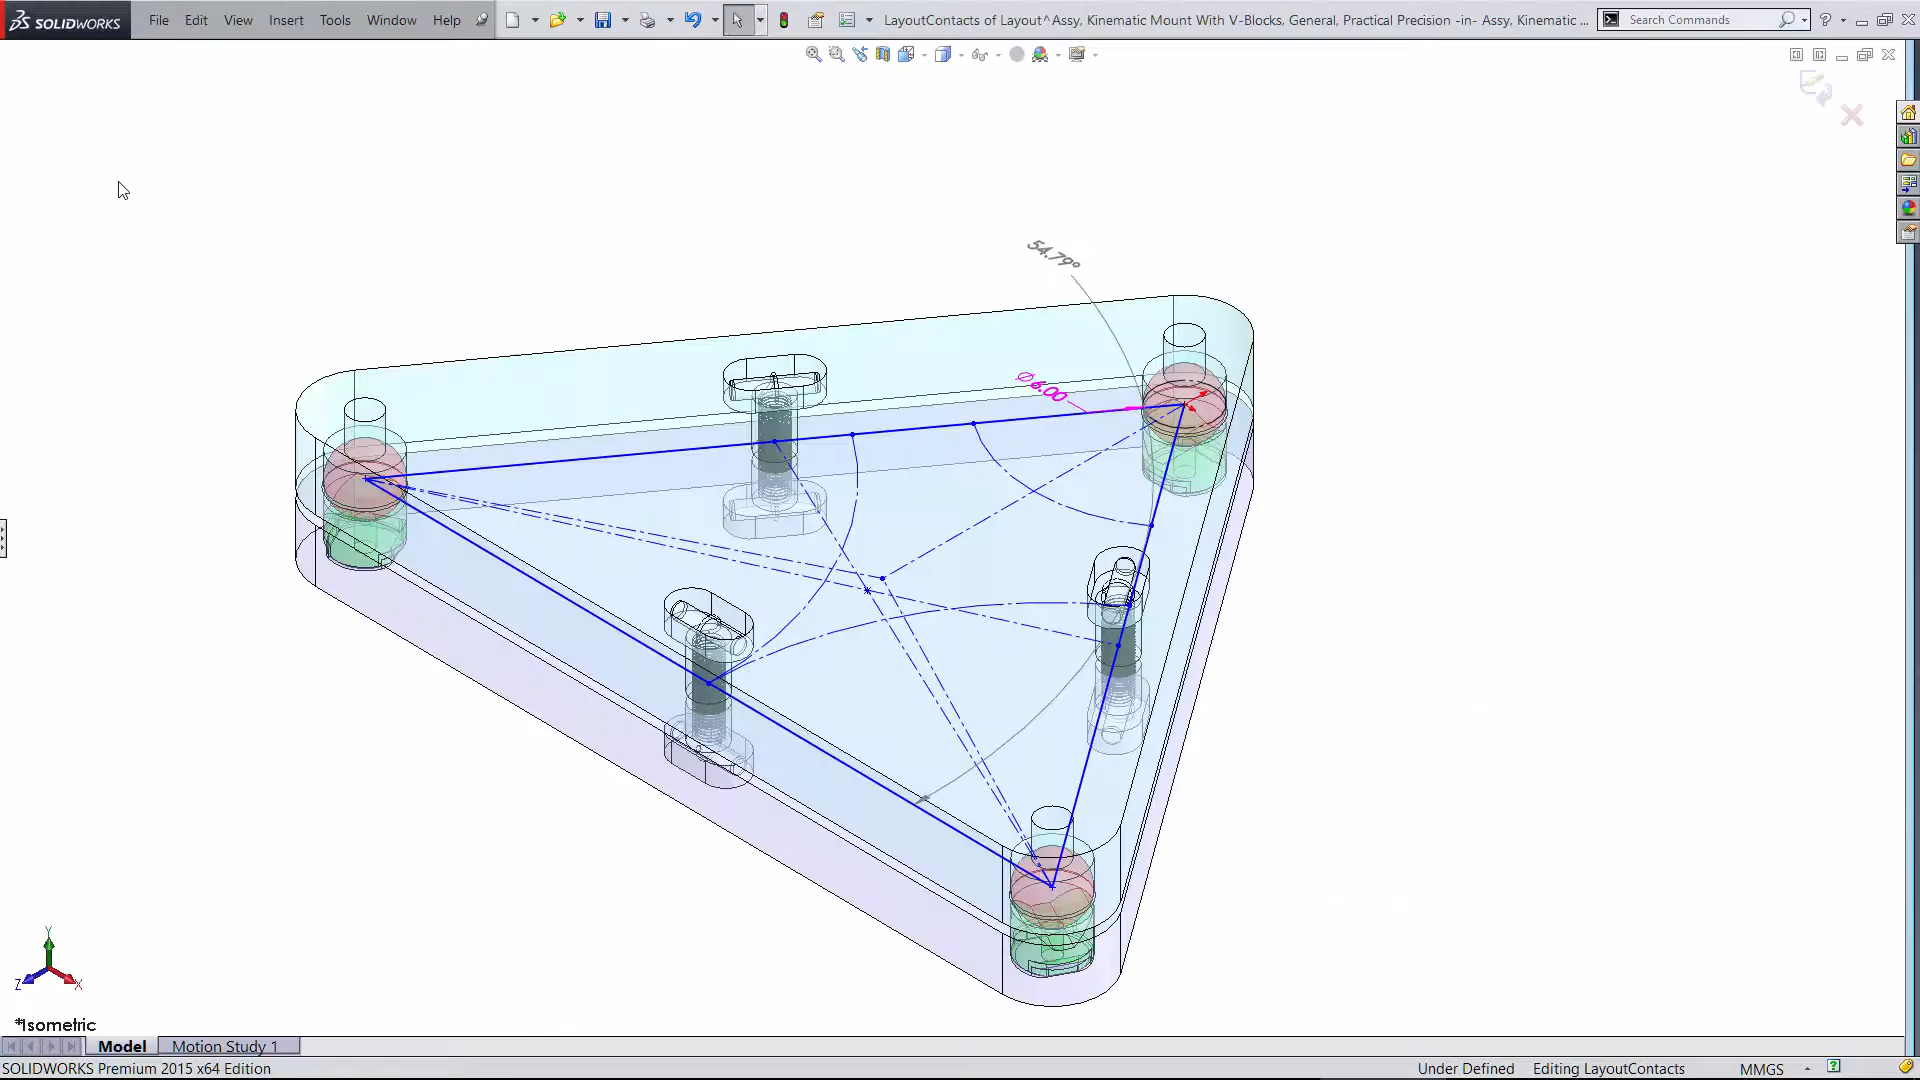 SOLIDWORKS File Edit View Insert Tools Window Help LayoutContacts of Layout^Assy, Kinematic Mount With V-Blocks, General, Practical Precision -in- Assy, Kinematic ... Search Commands ?
54.79°
Ø6.00
Y
Z X
*Isometric
Model Motion Study 1
SOLIDWORKS Premium 2015 x64 Edition Under Defined Editing LayoutContacts MMGS ?